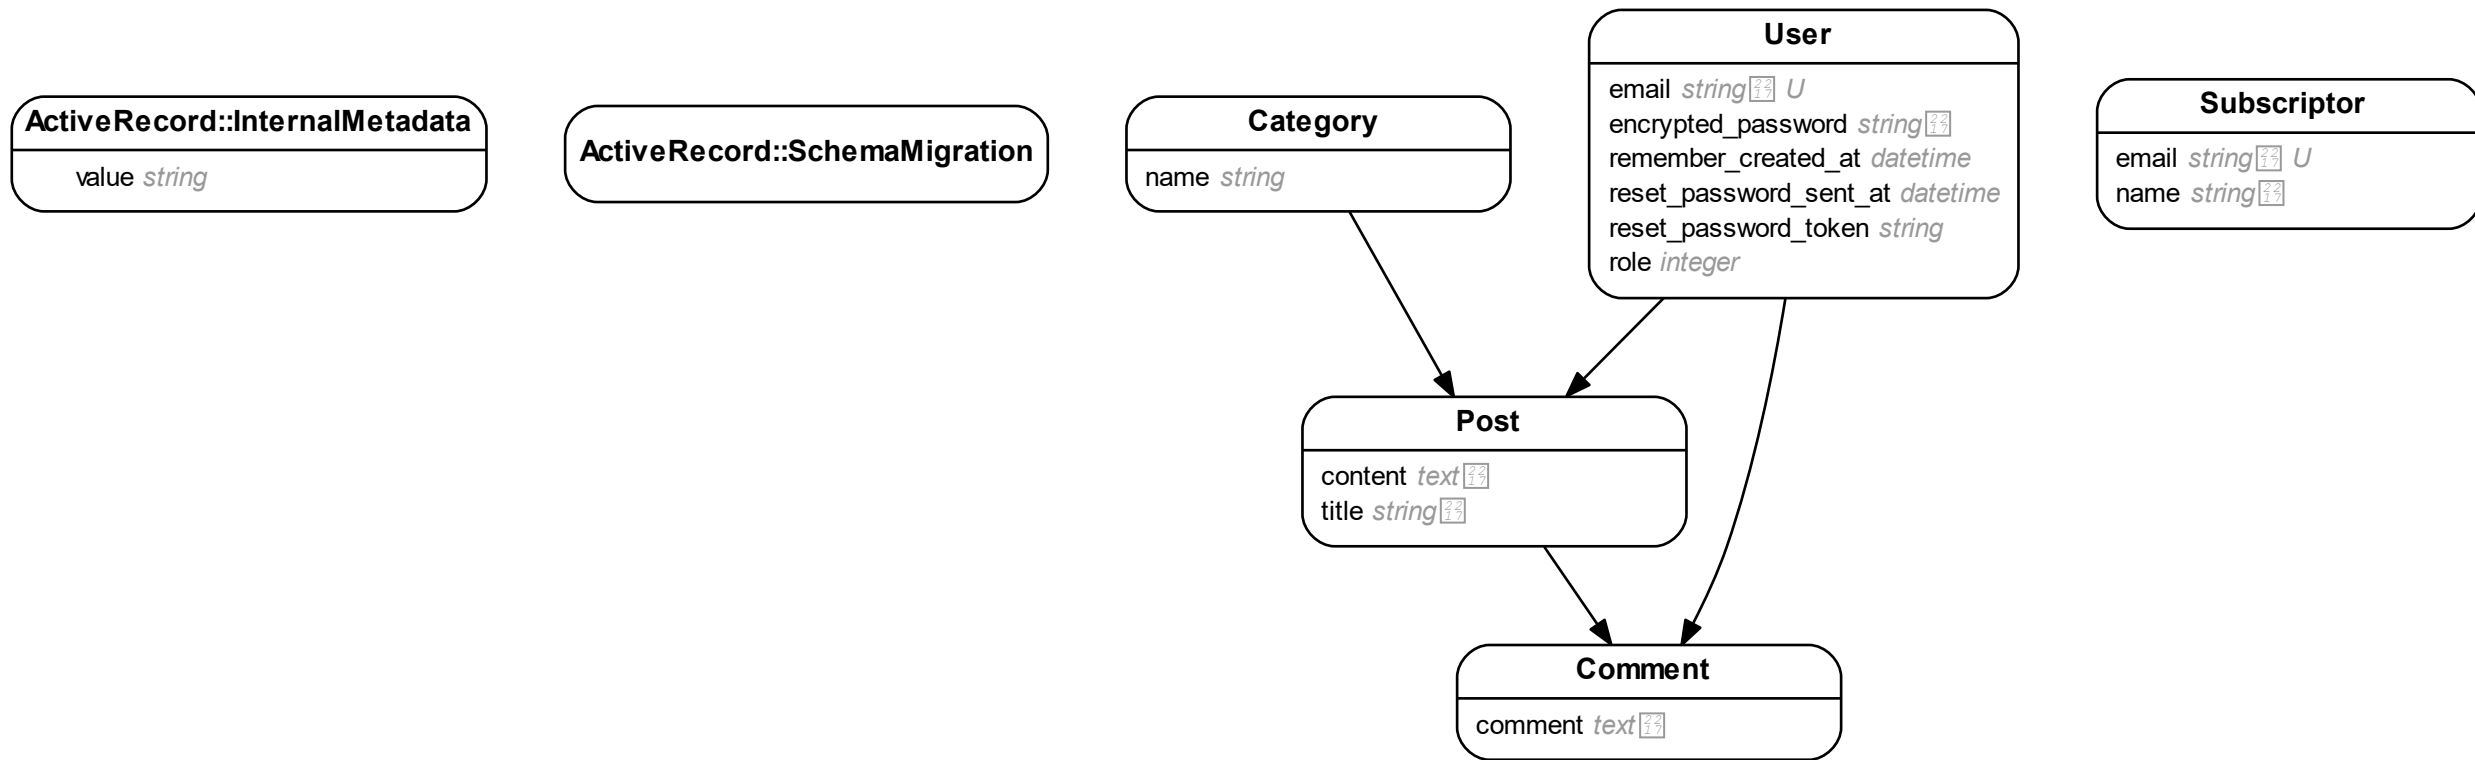 ActiveRecord::InternalMetadata
value string
ActiveRecord::SchemaMigration
Category
name string
User
email string ∗ U
encrypted_password string ∗
remember_created_at datetime
reset_password_sent_at datetime
reset_password_token string
role integer
Subscriptor
email string ∗ U
name string ∗
Post
content text ∗
title string ∗
Comment
comment text ∗